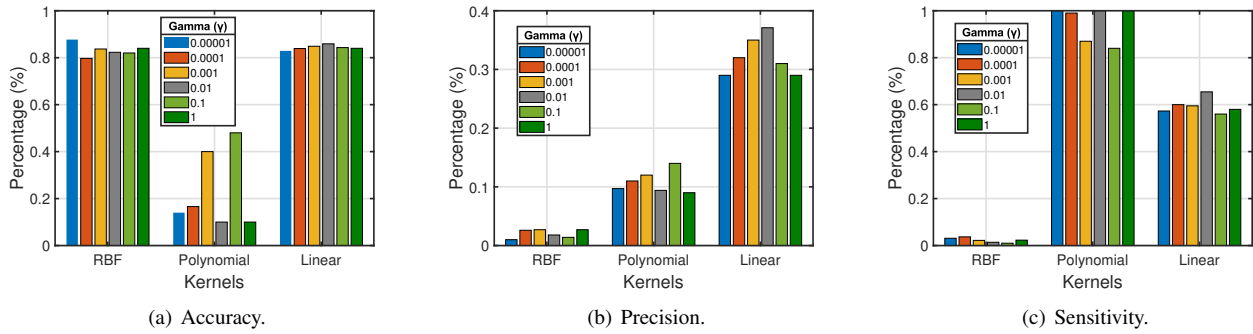 Percentage (%)
1
0.8
0.6
0.4
0.2
0
Gamma (γ)
0.00001
0.0001
0.001
0.01
0.1
1
RBF Polynomial Linear
Kernels
(a) Accuracy.
Percentage (%)
0.4
0.3
0.2
0.1
0
Gamma (γ)
0.00001
0.0001
0.001
0.01
0.1
1
RBF Polynomial Linear
Kernels
(b) Precision.
Percentage (%)
1
0.8
0.6
0.4
0.2
0
Gamma (γ)
0.00001
0.0001
0.001
0.01
0.1
1
RBF Polynomial Linear
Kernels
(c) Sensitivity.